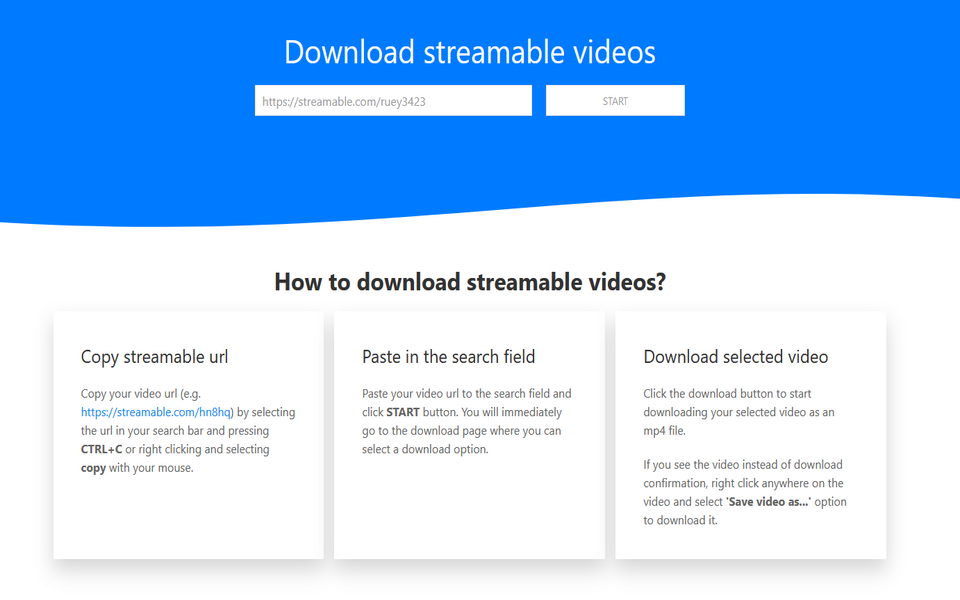 Download streamable videos
https://streamable.com/ruey3423
START
How to download streamable videos?
Copy streamable url
Copy your video url (e.g.
https://streamable.com/hn8hq) by selecting
the url in your search bar and pressing
CTRL+C or right clicking and selecting
copy with your mouse.
Paste in the search field
Paste your video url to the search field and
click START button. You will immediately
go to the download page where you can
select a download option.
Download selected video
Click the download button to start
downloading your selected video as an
mp4 file.
If you see the video instead of download
confirmation, right click anywhere on the
video and select 'Save video as...' option
to download it.